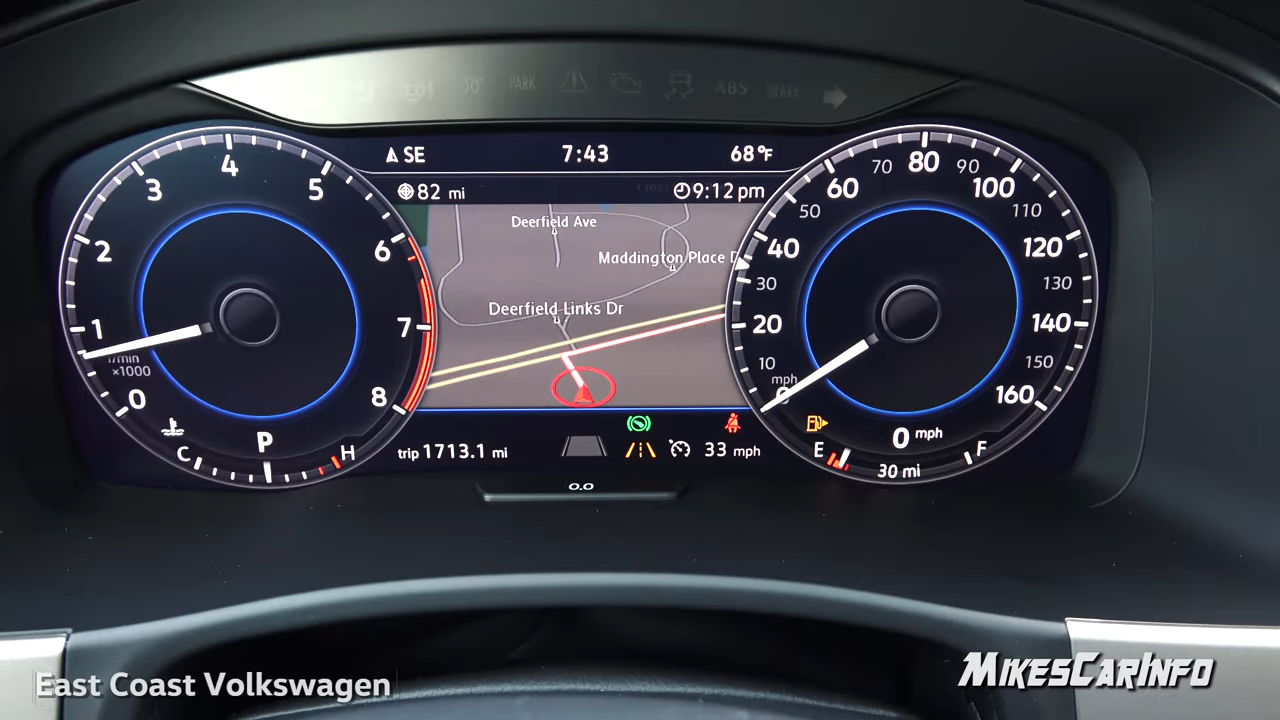 PARK
ABS
BRAKE
SE
7:43
68°F
82 mi
9:12 pm
Deerfield Ave
Maddington Place D
Deerfield Links Dr
0
1
2
3
4
5
6
7
8
1/min
×1000
C
P
H
trip 1713.1 mi
33 mph
0.0
0
10
20
30
40
50
60
70
80
90
100
110
120
130
140
150
160
mph
0 mph
E
F
30 mi
East Coast Volkswagen
MikesCarInfo